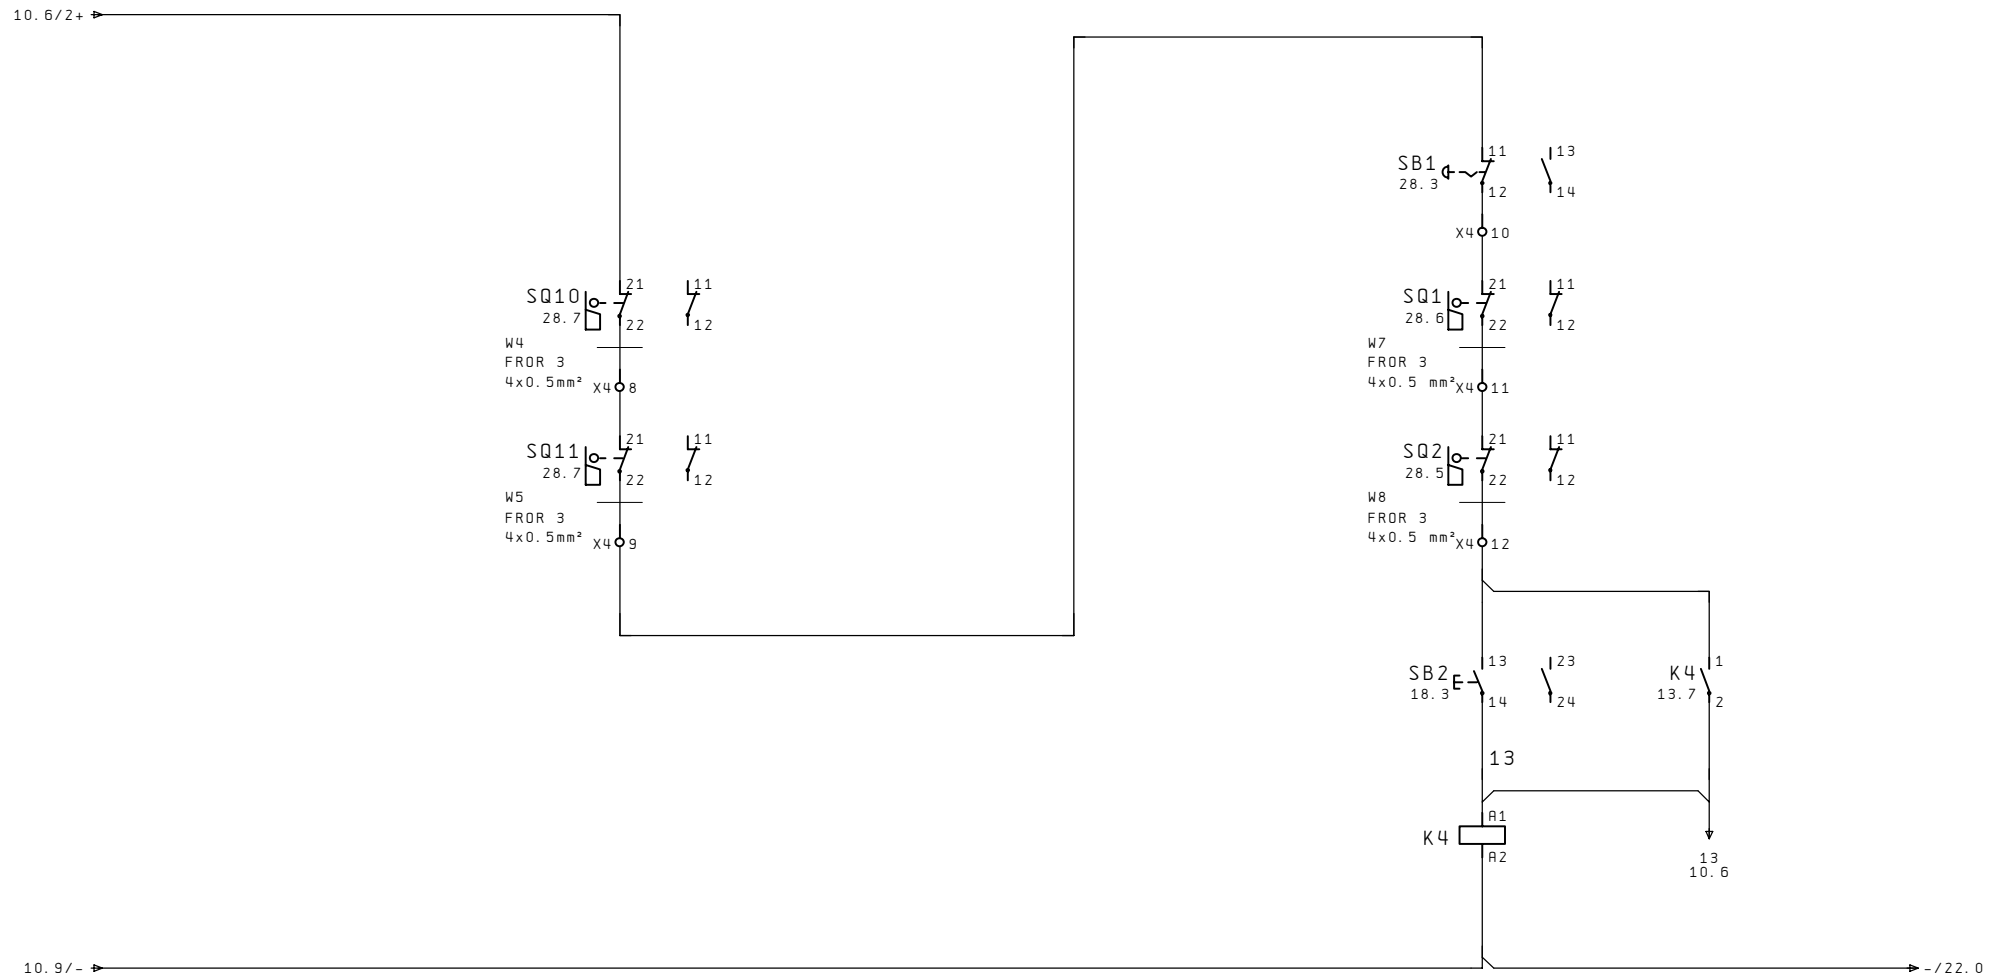 10.6/2+
11
13
SB1
28.3
12
14
X4
10
21
11
SQ10
28.7
22
12
W4
FROR 3
4x0.5mm²
X4
8
21
11
SQ1
28.6
22
12
W7
FROR 3
4x0.5 mm²
X4
11
21
11
SQ11
28.7
22
12
W5
FROR 3
4x0.5mm²
X4
9
21
11
SQ2
28.5
22
12
W8
FROR 3
4x0.5 mm²
X4
12
13
23
SB2
18.3
14
24
1
K4
13.7
2
13
A1
K4
A2
13
10.6
10.9/-
-/22.0